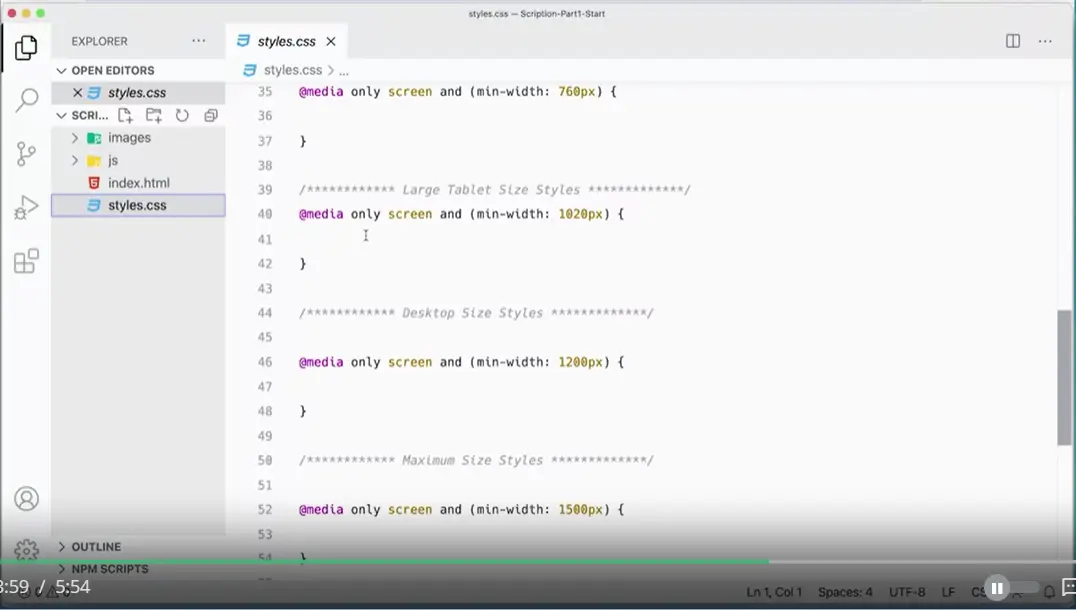 styles.css — Scription-Part1-Start
EXPLORER ...
OPEN EDITORS
styles.css
SCRI...
images
js
index.html
styles.css
OUTLINE
NPM SCRIPTS
styles.css
styles.css > ...
35 @media only screen and (min-width: 760px) {
36
37 }
38
39 /************ Large Tablet Size Styles *************/
40 @media only screen and (min-width: 1020px) {
41
42 }
43
44 /************ Desktop Size Styles *************/
45
46 @media only screen and (min-width: 1200px) {
47
48 }
49
50 /************ Maximum Size Styles *************/
51
52 @media only screen and (min-width: 1500px) {
53
54 }
3:59 / 5:54
Ln 1, Col 1 Spaces: 4 UTF-8 LF